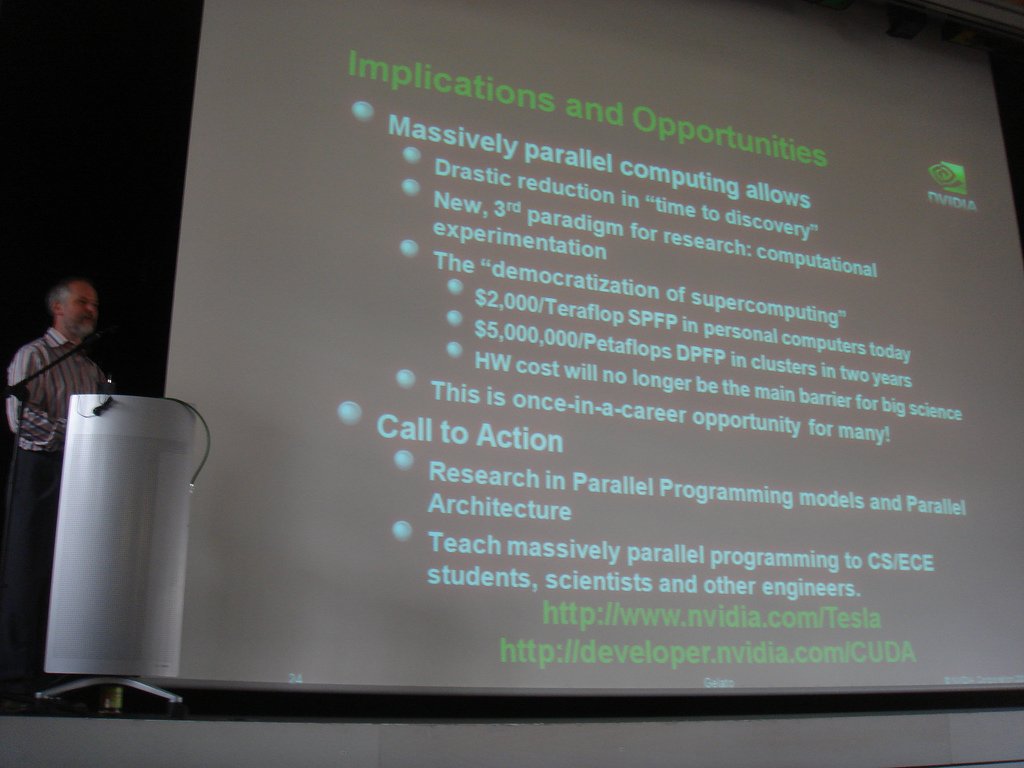 Implications and Opportunities
Massively parallel computing allows
Drastic reduction in “time to discovery”
New, 3rd paradigm for research: computational
experimentation
The “democratization of supercomputing”
$2,000/Teraflop SPFP in personal computers today
$5,000,000/Petaflops DPFP in clusters in two years
HW cost will no longer be the main barrier for big science
This is once-in-a-career opportunity for many!
Call to Action
Research in Parallel Programming models and Parallel
Architecture
Teach massively parallel programming to CS/ECE
students, scientists and other engineers.
http://www.nvidia.com/Tesla
http://developer.nvidia.com/CUDA
NVIDIA
24
Gelato